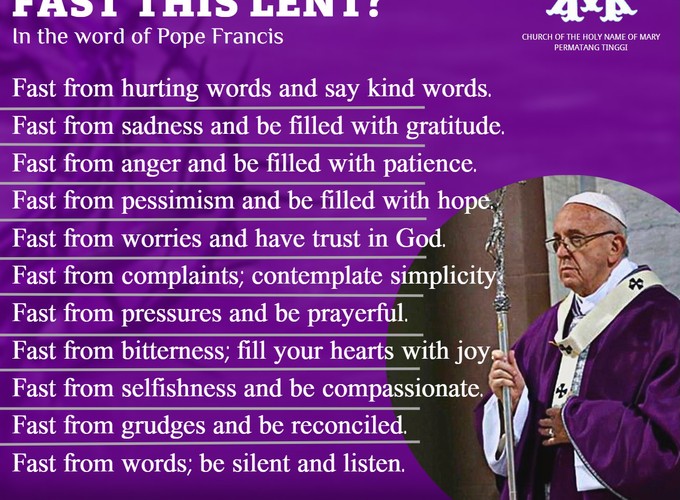 FAST THIS LENT?
In the word of Pope Francis
CHURCH OF THE HOLY NAME OF MARY
PERMATANG TINGGI
Fast from hurting words and say kind words.
Fast from sadness and be filled with gratitude.
Fast from anger and be filled with patience.
Fast from pessimism and be filled with hope.
Fast from worries and have trust in God.
Fast from complaints; contemplate simplicity.
Fast from pressures and be prayerful.
Fast from bitterness; fill your hearts with joy.
Fast from selfishness and be compassionate.
Fast from grudges and be reconciled.
Fast from words; be silent and listen.